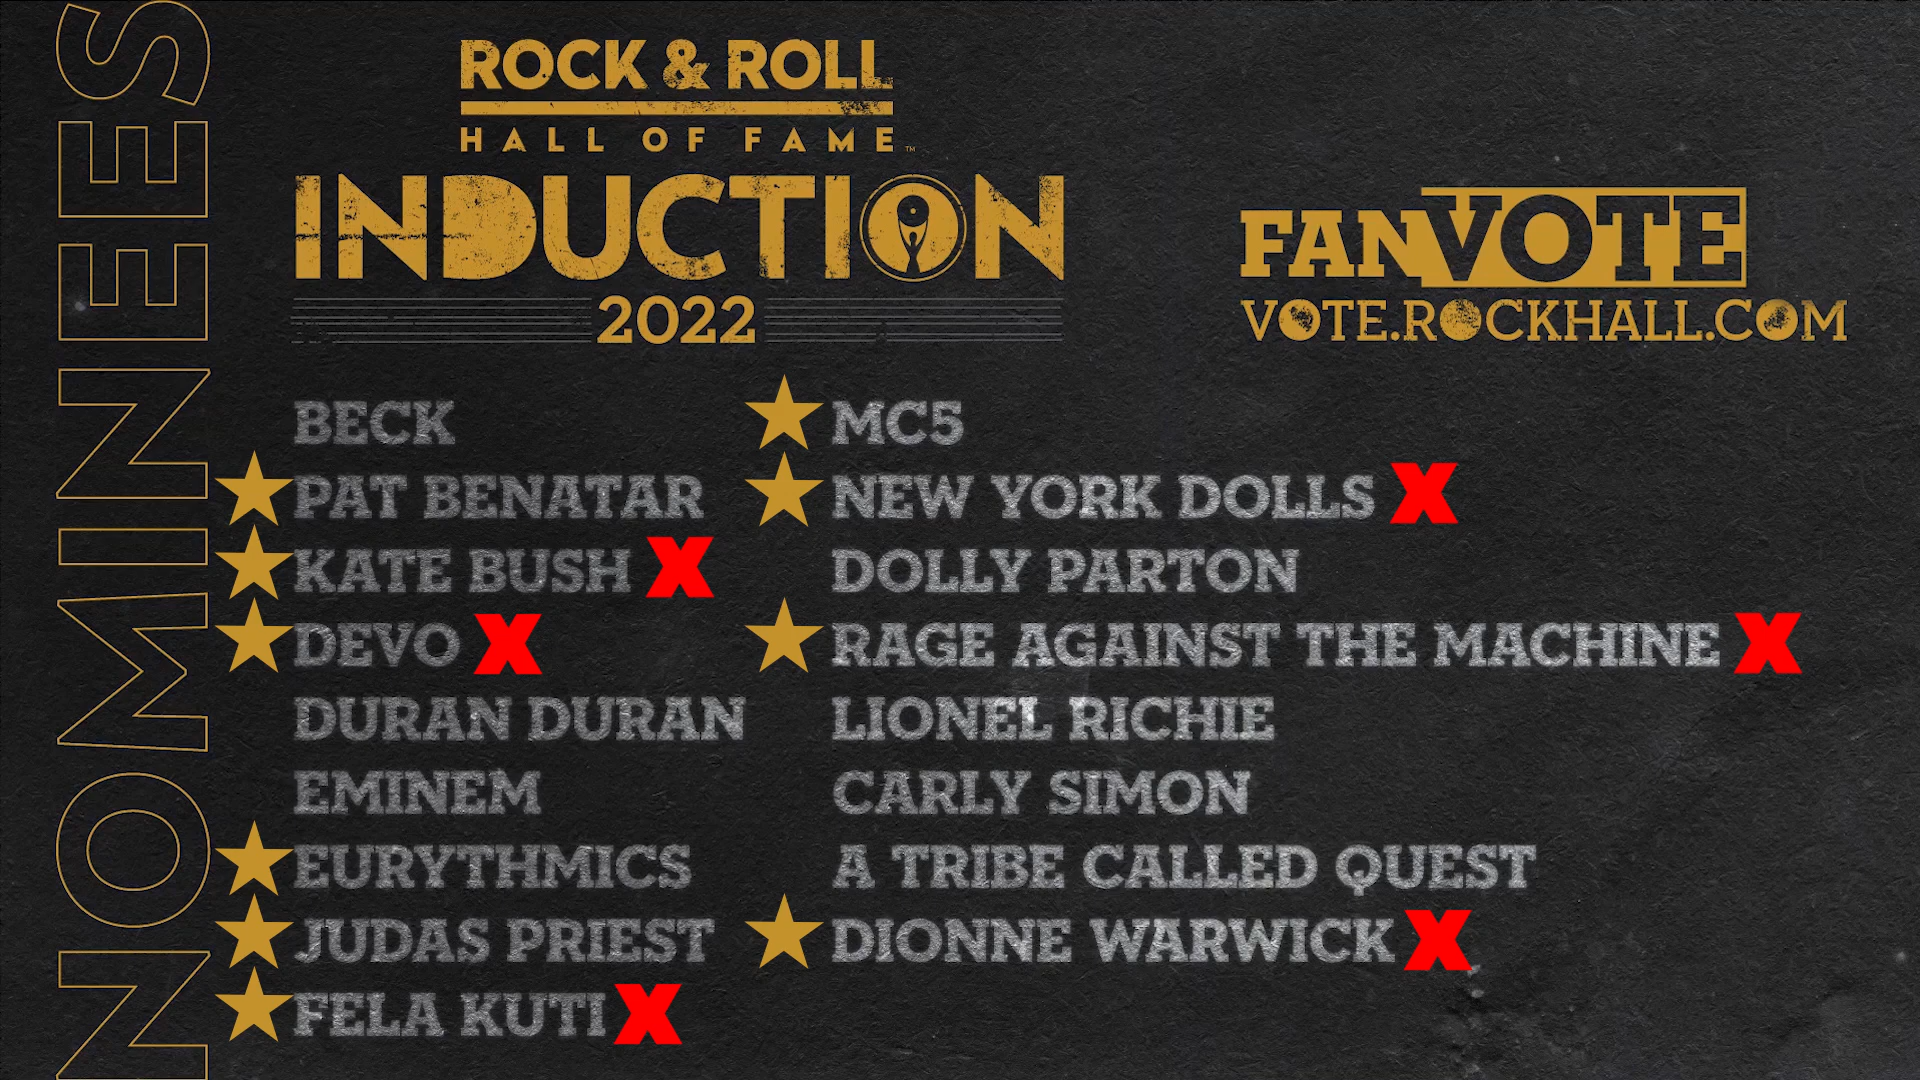 NOMINEES
ROCK & ROLL
HALL OF FAME™
INDUCTION
2022
FANVOTE
VOTE.ROCKHALL.COM
BECK
PAT BENATAR
KATE BUSH X
DEVO X
DURAN DURAN
EMINEM
EURYTHMICS
JUDAS PRIEST
FELA KUTI X
MC5
NEW YORK DOLLS X
DOLLY PARTON
RAGE AGAINST THE MACHINE X
LIONEL RICHIE
CARLY SIMON
A TRIBE CALLED QUEST
DIONNE WARWICK X